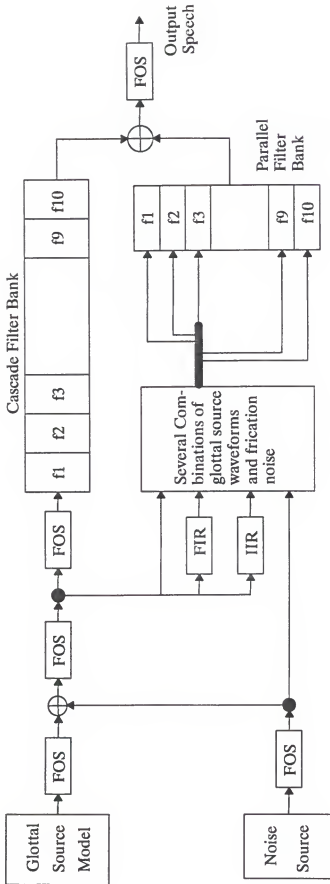 Glottal
Source
Model
FOS
FOS
FOS
Cascade Filter Bank
f1
f2
f3
f9
f10
FOS
Output
Speech
Noise
Source
FOS
FIR
IIR
Several Com-
binations of
glottal source
waveforms
and frication
noise
f1
f2
f3
f9
f10
Parallel
Filter
Bank